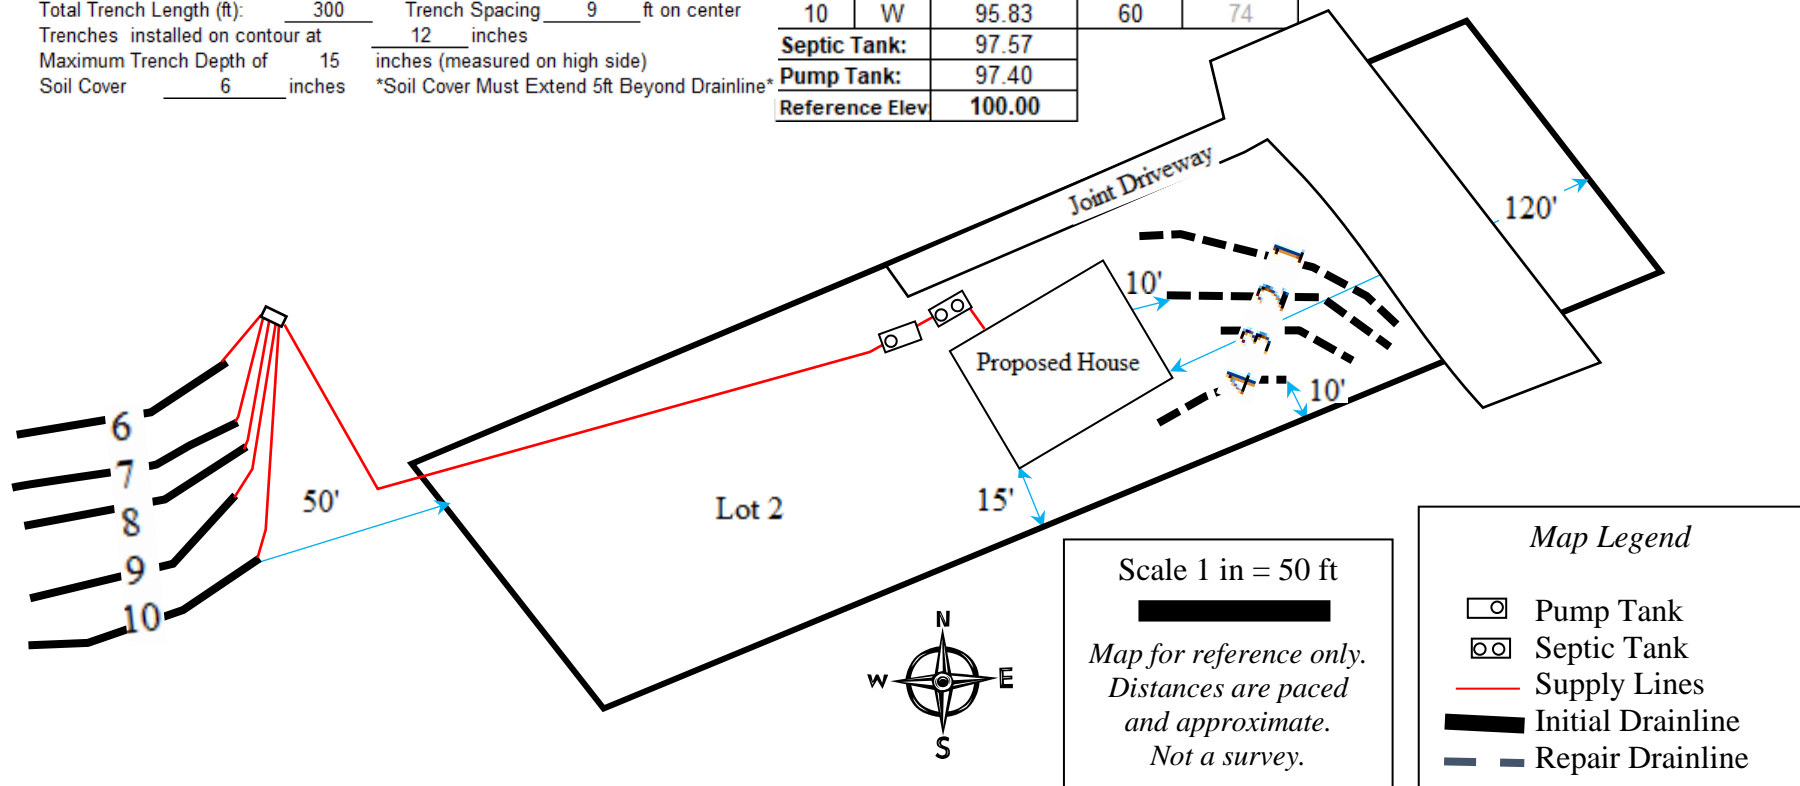 Total Trench Length (ft): 300 Trench Spacing 9 ft on center
Trenches installed on contour at 12 inches
Maximum Trench Depth of 15 inches (measured on high side)
Soil Cover 6 inches *Soil Cover Must Extend 5ft Beyond Drainline*
10 W 95.83 60 74
Septic Tank: 97.57
Pump Tank: 97.40
Reference Elev 100.00
Joint Driveway
120'
10'
Proposed House
10'
6
7
8
9
10
50'
Lot 2
15'
N
W
E
S
Scale 1 in = 50 ft
Map for reference only.
Distances are paced
and approximate.
Not a survey.
Map Legend
Pump Tank
Septic Tank
Supply Lines
Initial Drainline
Repair Drainline